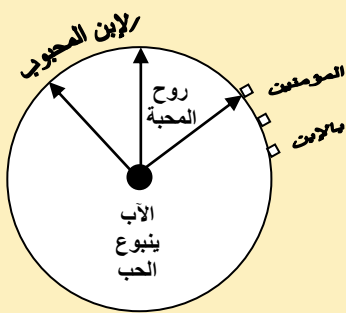 الإبن المحبوب
روح
المحبة
المؤمنين
بالإبن
الآب
ينبوع
الحب